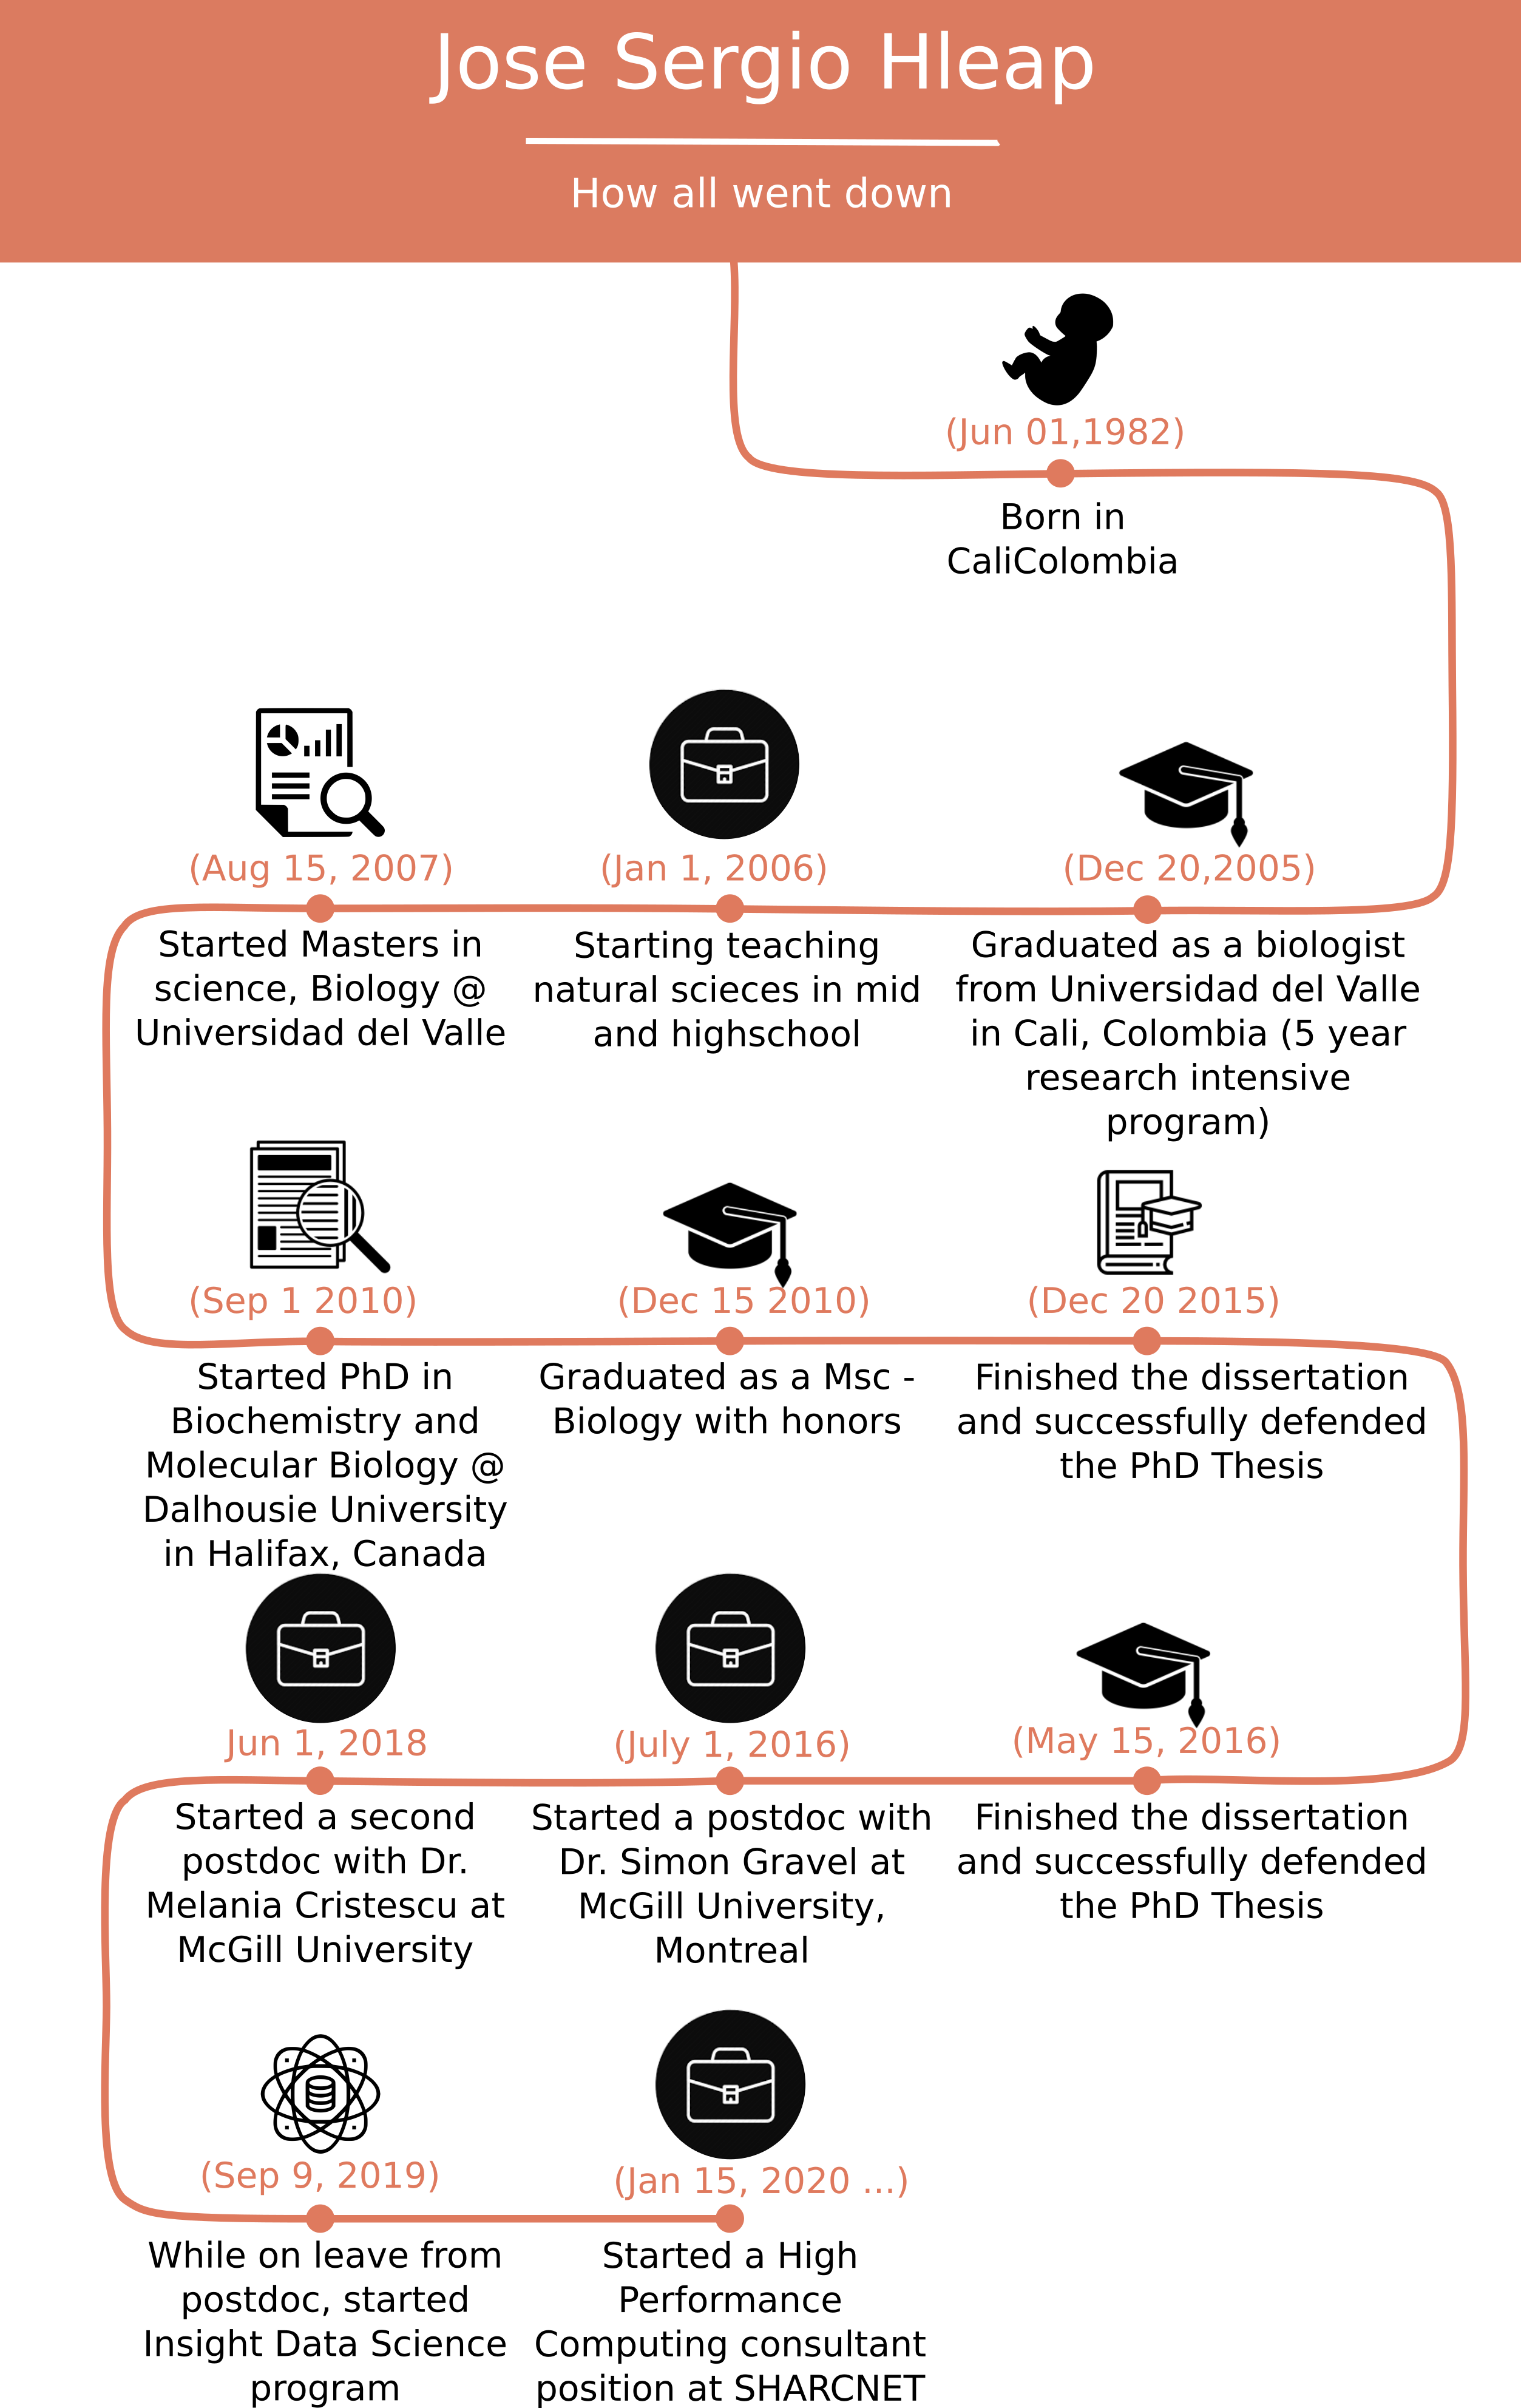 Jose Sergio Hleap
How all went down
(Jun 01,1982)
Born in
CaliColombia
(Dec 20,2005)
Graduated as a biologist
from Universidad del Valle
in Cali, Colombia (5 year
research intensive
program)
(Jan 1, 2006)
Starting teaching
natural scieces in mid
and highschool
(Aug 15, 2007)
Started Masters in
science, Biology @
Universidad del Valle
(Sep 1 2010)
Started PhD in
Biochemistry and
Molecular Biology @
Dalhousie University
in Halifax, Canada
(Dec 15 2010)
Graduated as a Msc -
Biology with honors
(Dec 20 2015)
Finished the dissertation
and successfully defended
the PhD Thesis
(May 15, 2016)
Finished the dissertation
and successfully defended
the PhD Thesis
(July 1, 2016)
Started a postdoc with
Dr. Simon Gravel at
McGill University,
Montreal
Jun 1, 2018
Started a second
postdoc with Dr.
Melania Cristescu at
McGill University
(Sep 9, 2019)
While on leave from
postdoc, started
Insight Data Science
program
(Jan 15, 2020 ...)
Started a High
Performance
Computing consultant
position at SHARCNET